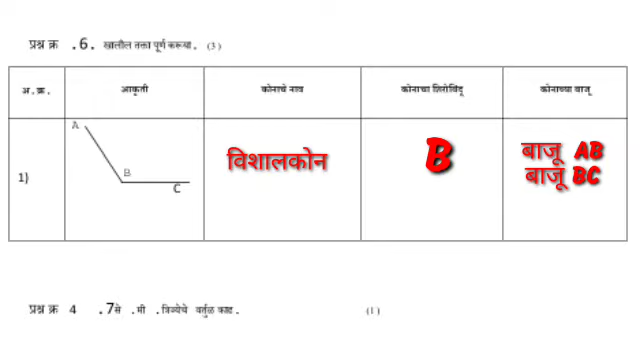 प्रश्न क्र .6. खालील तक्ता पूर्ण करूया. (3)
अ.क्र. आकृती कोनाचे नाव कोनाचा शिरोबिंदू कोनाच्या बाजू
1) A B C विशालकोन B बाजू AB
बाजू BC
प्रश्न क्र 4 .7से .मी .त्रिज्येचे वर्तुळ काढ. (1)